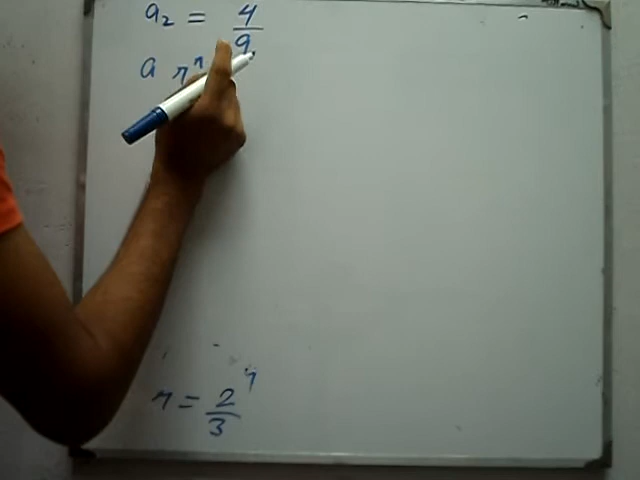 a₂ = 4/9
a r
r = 2/3